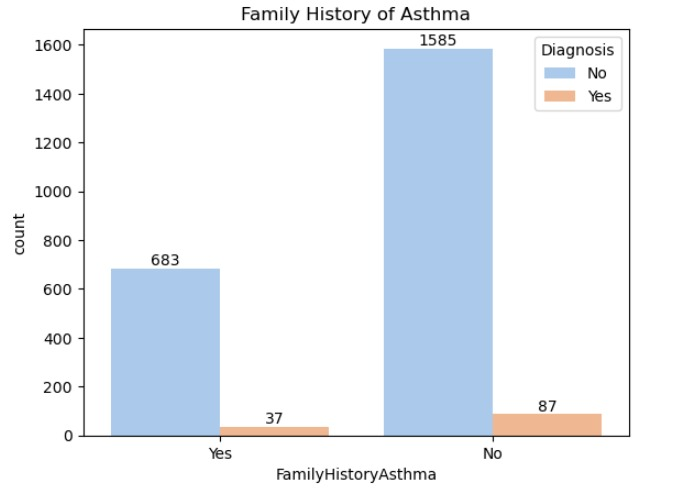 Family History of Asthma
1600
1400
1200
1000
800
600
400
200
0
count
683
37
1585
87
Diagnosis
No
Yes
Yes
No
FamilyHistoryAsthma